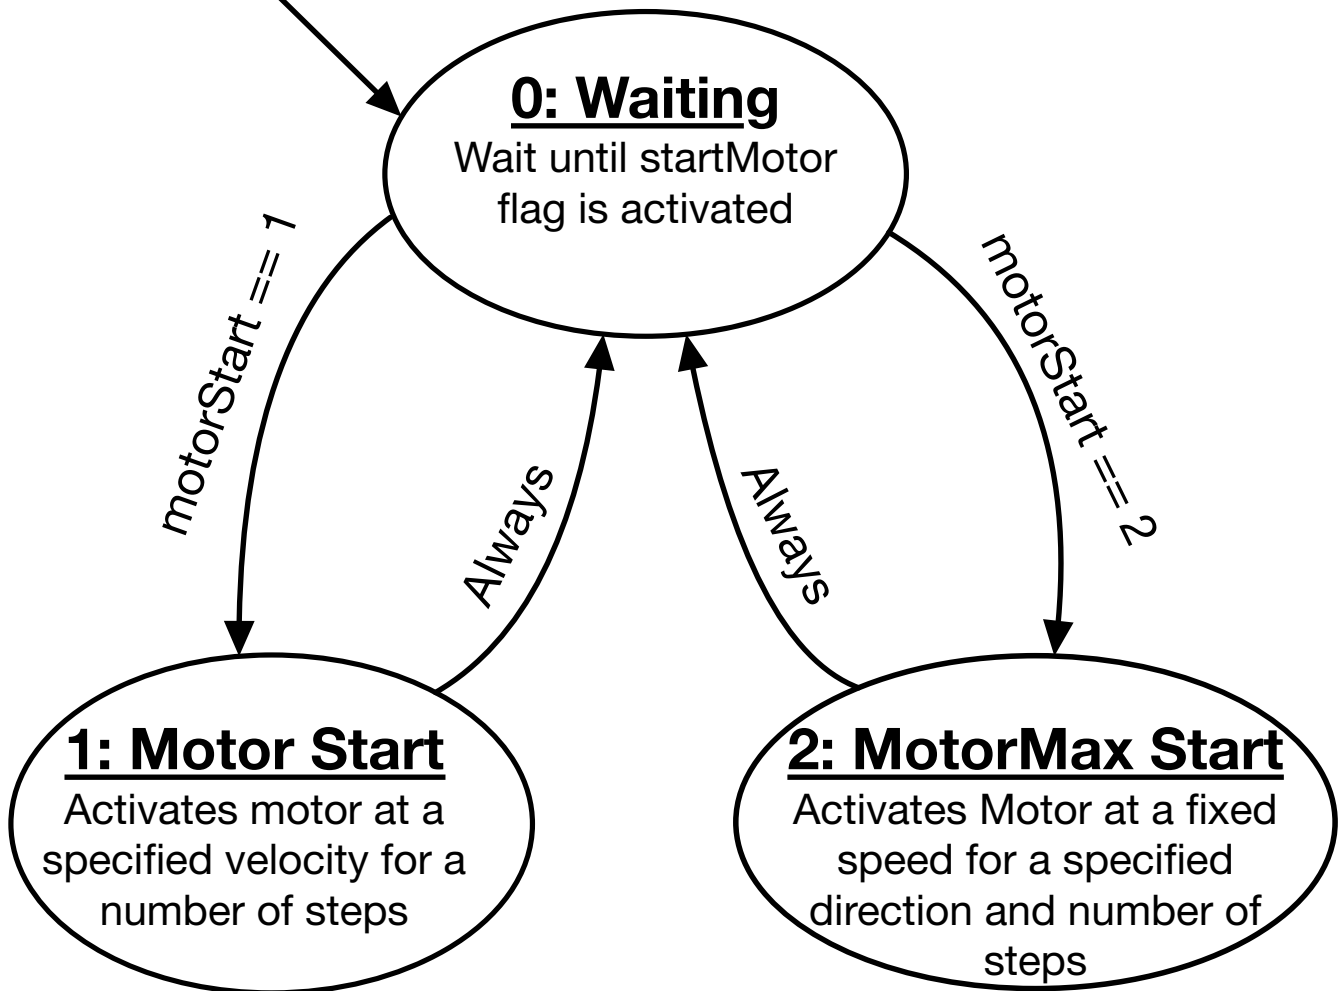 0: Waiting
Wait until startMotor
flag is activated
motorStart == 1
motorStart == 2
Always
Always
1: Motor Start
Activates motor at a
specified velocity for a
number of steps
2: MotorMax Start
Activates Motor at a fixed
speed for a specified
direction and number of
steps